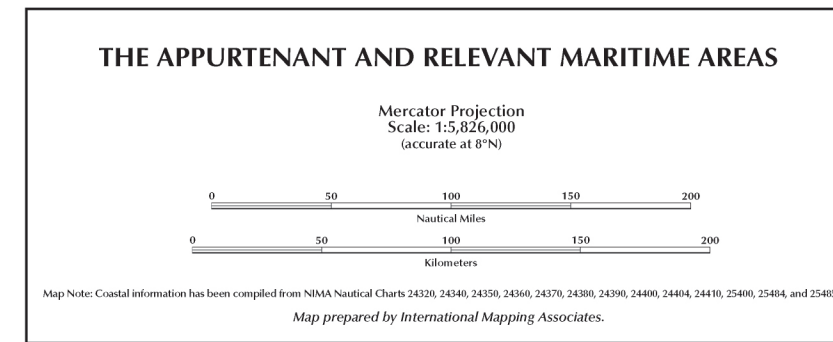 THE APPURTENANT AND RELEVANT MARITIME AREAS
Mercator Projection
Scale: 1:5,826,000
(accurate at 8°N)
0 50 100 150 200
Nautical Miles
0 50 100 150 200
Kilometers
Map Note: Coastal information has been compiled from NIMA Nautical Charts 24320, 24340, 24350, 24360, 24370, 24380, 24390, 24400, 24404, 24410, 25400, 25484, and 25485
Map prepared by International Mapping Associates.